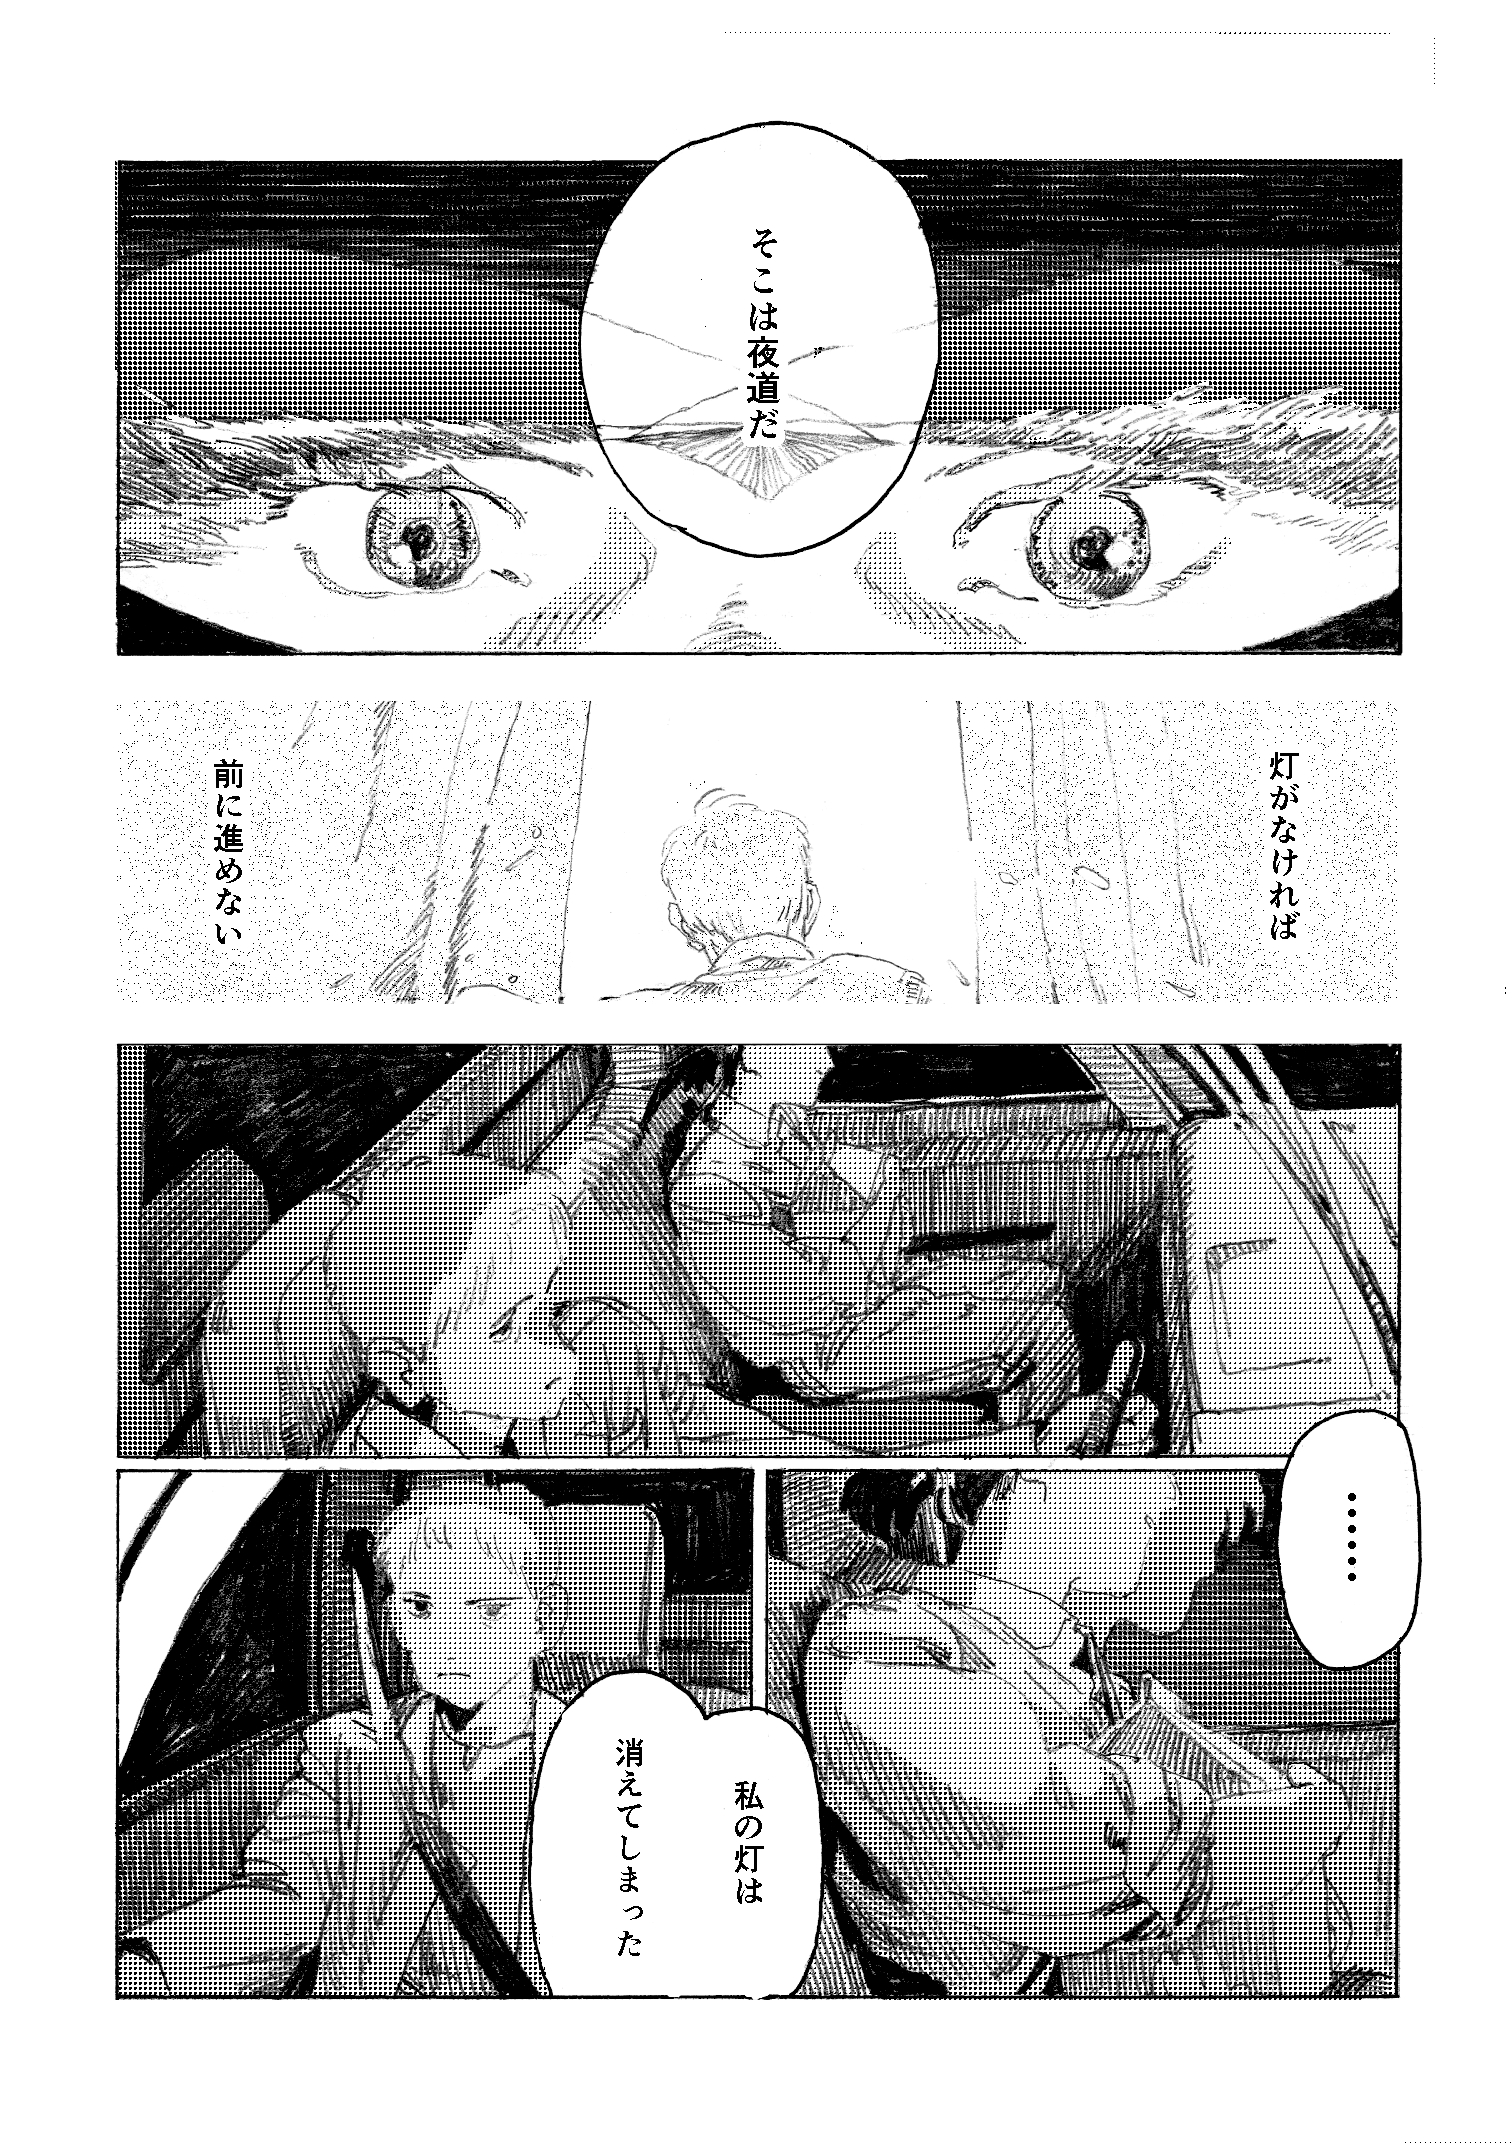 そこは夜道だ
灯がなければ
前に進めない
……
私の灯は
消えてしまった